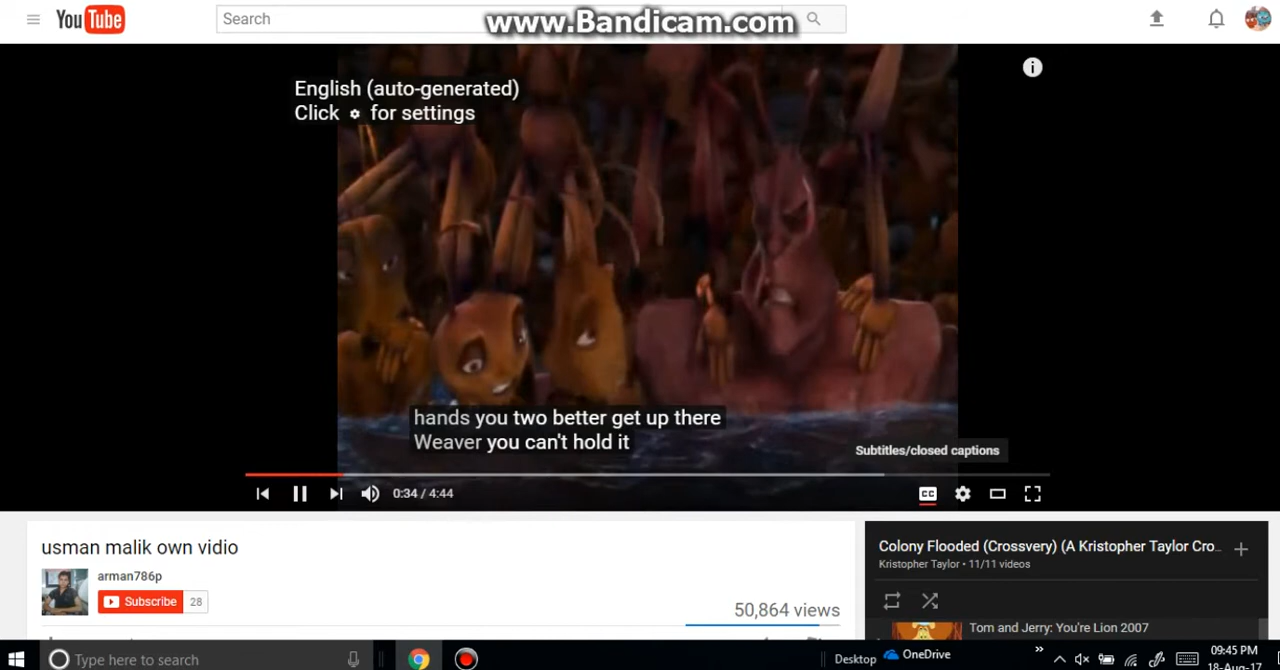 YouTube
Search
www.Bandicam.com
English (auto-generated)
Click for settings
hands you two better get up there
Weaver you can't hold it
Subtitles/closed captions
0:34 / 4:44
CC
usman malik own vidio
arman786p
Subscribe 28
50,864 views
Colony Flooded (Crossvery) (A Kristopher Taylor Cro...
Kristopher Taylor • 11/11 videos
Tom and Jerry: You're Lion 2007
Type here to search
Desktop
OneDrive
09:45 PM
18-Aug-17